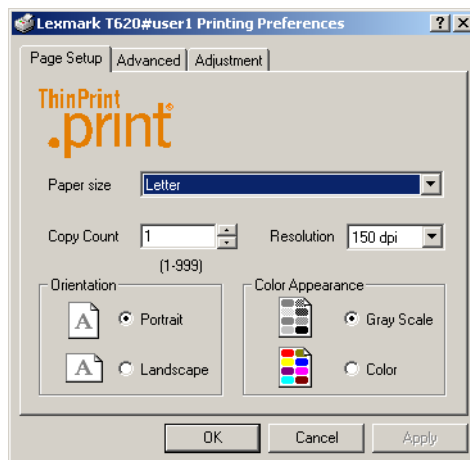 Lexmark T620#user1 Printing Preferences
Page Setup Advanced Adjustment
ThinPrint
.print®
Paper size Letter
Copy Count 1 Resolution 150 dpi
(1-999)
Orientation Color Appearance
A Portrait Gray Scale
A Landscape Color
OK Cancel Apply